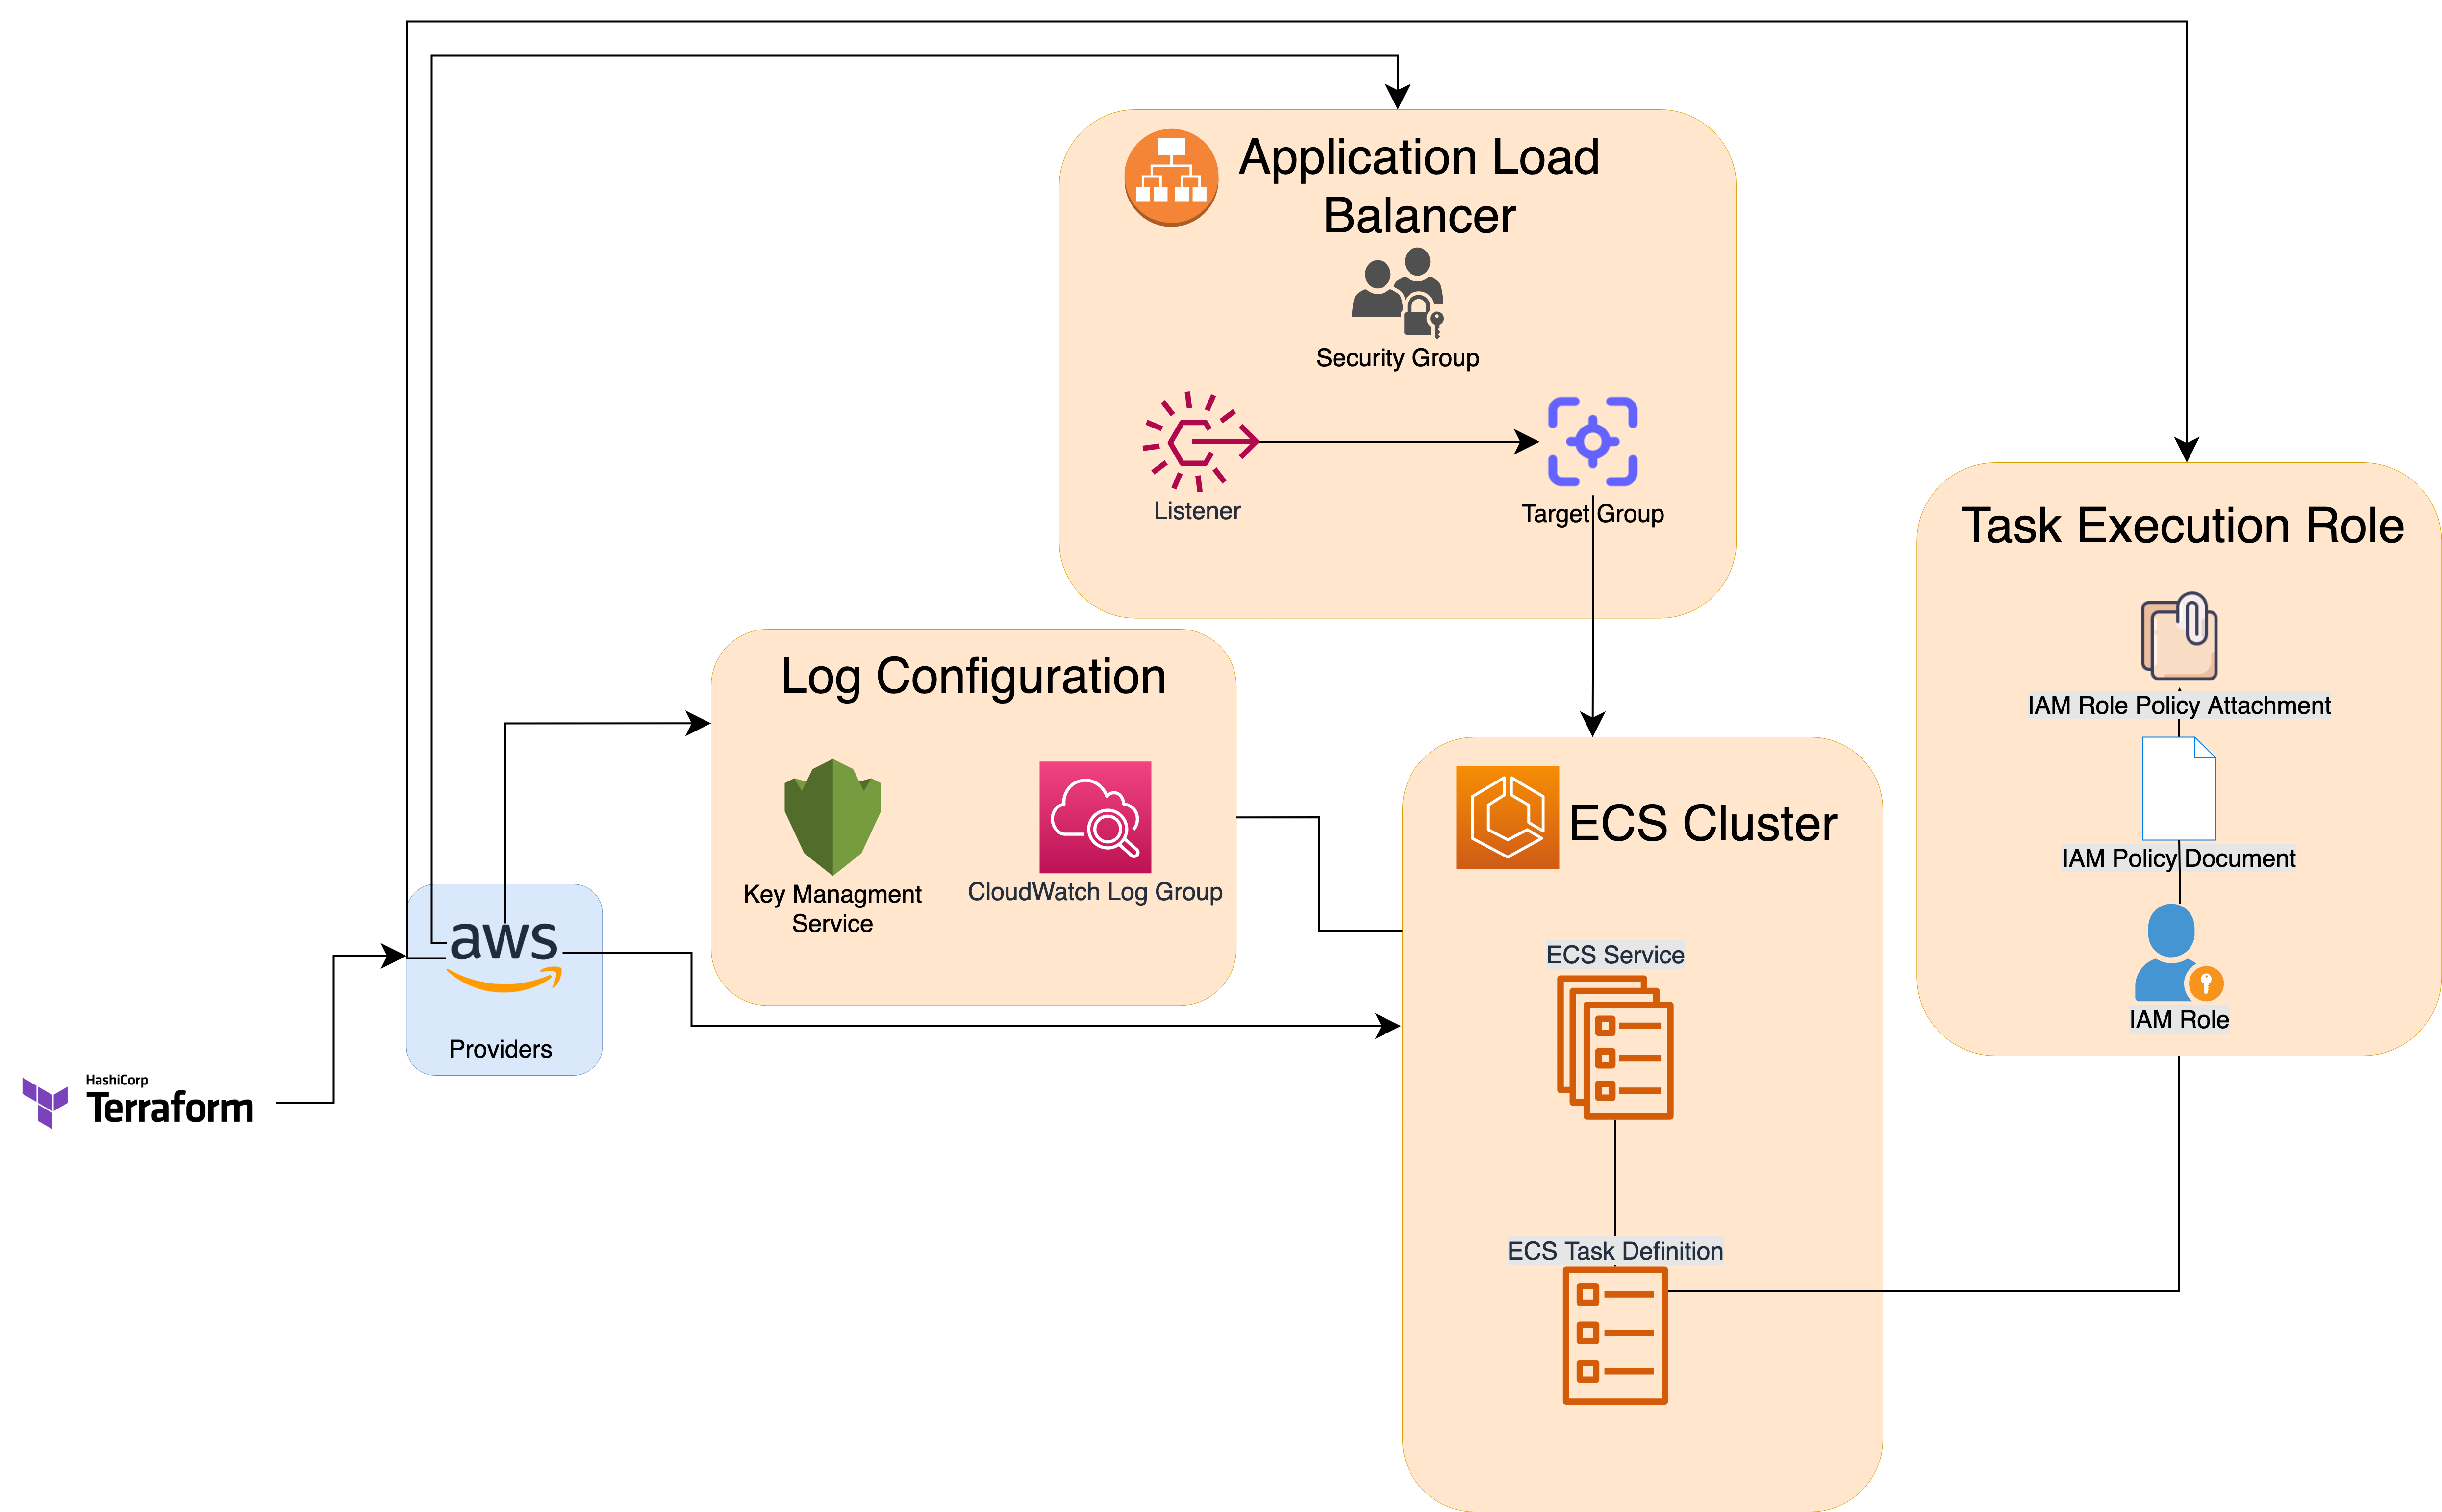 Application Load
Balancer
Security Group
Listener
Target Group
Task Execution Role
IAM Role Policy Attachment
IAM Policy Document
IAM Role
Log Configuration
Key Managment
Service
CloudWatch Log Group
ECS Cluster
ECS Service
ECS Task Definition
aws
Providers
HashiCorp
Terraform